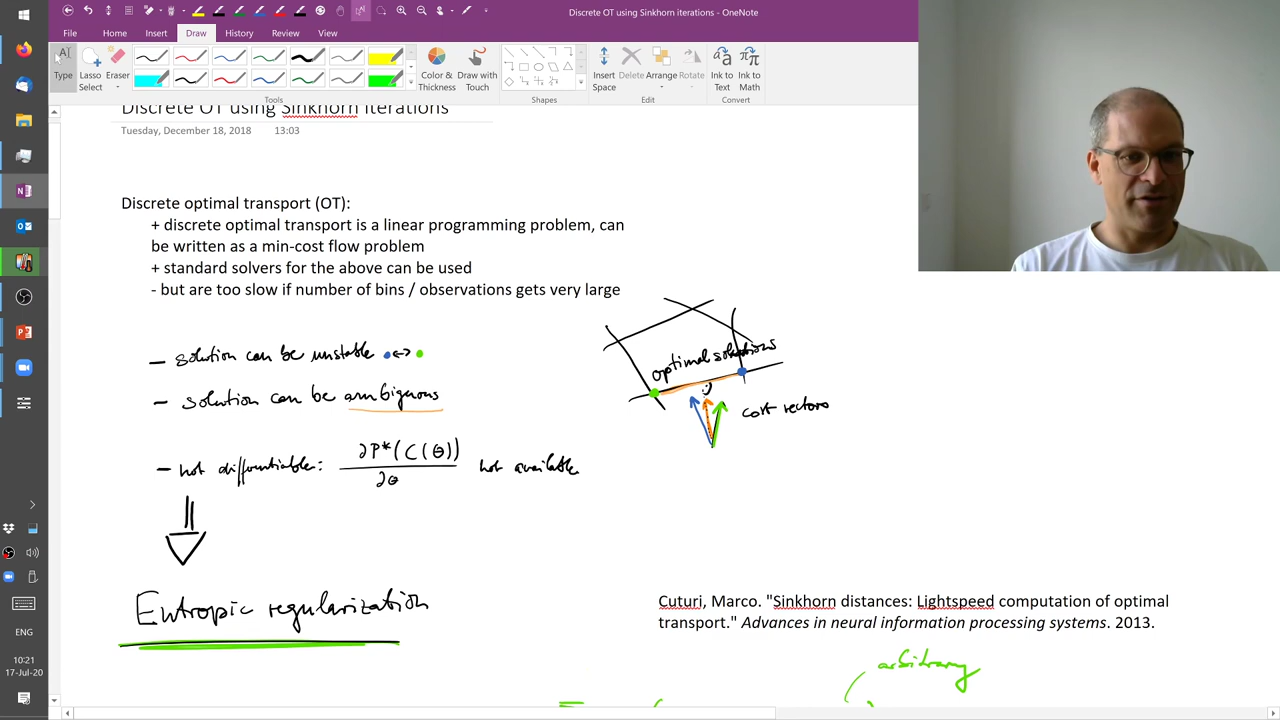 Discrete OT using Sinkhorn iterations - OneNote
File Home Insert Draw History Review View
Type
Lasso Select
Eraser
Color & Thickness
Draw with Touch
Insert Space
Delete
Arrange
Rotate
Ink to Text
Ink to Math
Tools Shapes Edit Convert
Discrete OT using Sinkhorn iterations
Tuesday, December 18, 2018 13:03
Discrete optimal transport (OT):
+ discrete optimal transport is a linear programming problem, can
be written as a min-cost flow problem
+ standard solvers for the above can be used
- but are too slow if number of bins / observations gets very large
– solution can be unstable ↔
optimal solutions
– solution can be ambiguous
cost vectors
– not differentiable: ∂P*(C(θ)) / ∂θ not available
Entropic regularization
Cuturi, Marco. "Sinkhorn distances: Lightspeed computation of optimal
transport." Advances in neural information processing systems. 2013.
arbitrary
ENG
10:21
17-Jul-20